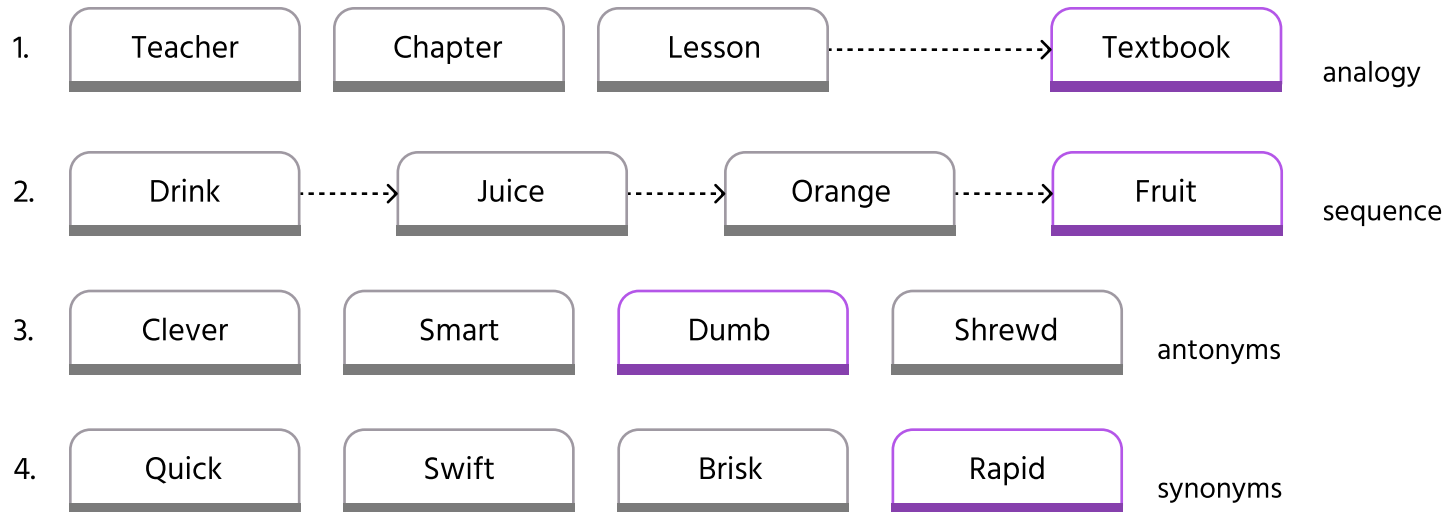 1. Teacher Chapter Lesson Textbook analogy
2. Drink Juice Orange Fruit sequence
3. Clever Smart Dumb Shrewd antonyms
4. Quick Swift Brisk Rapid synonyms